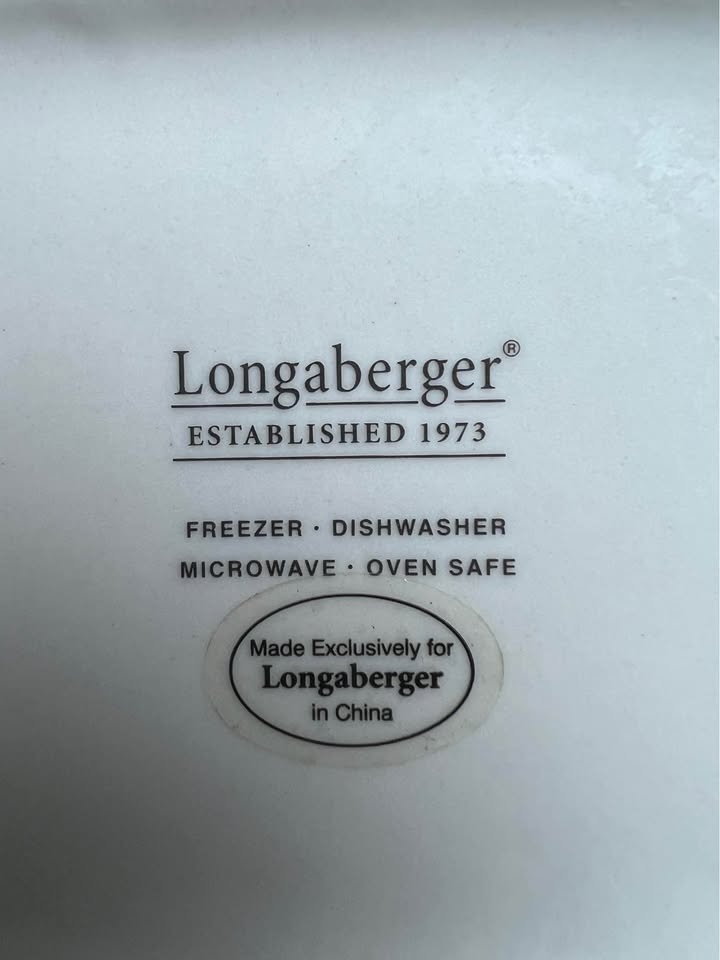 Longaberger®
ESTABLISHED 1973
FREEZER · DISHWASHER
MICROWAVE · OVEN SAFE
Made Exclusively for
Longaberger
in China